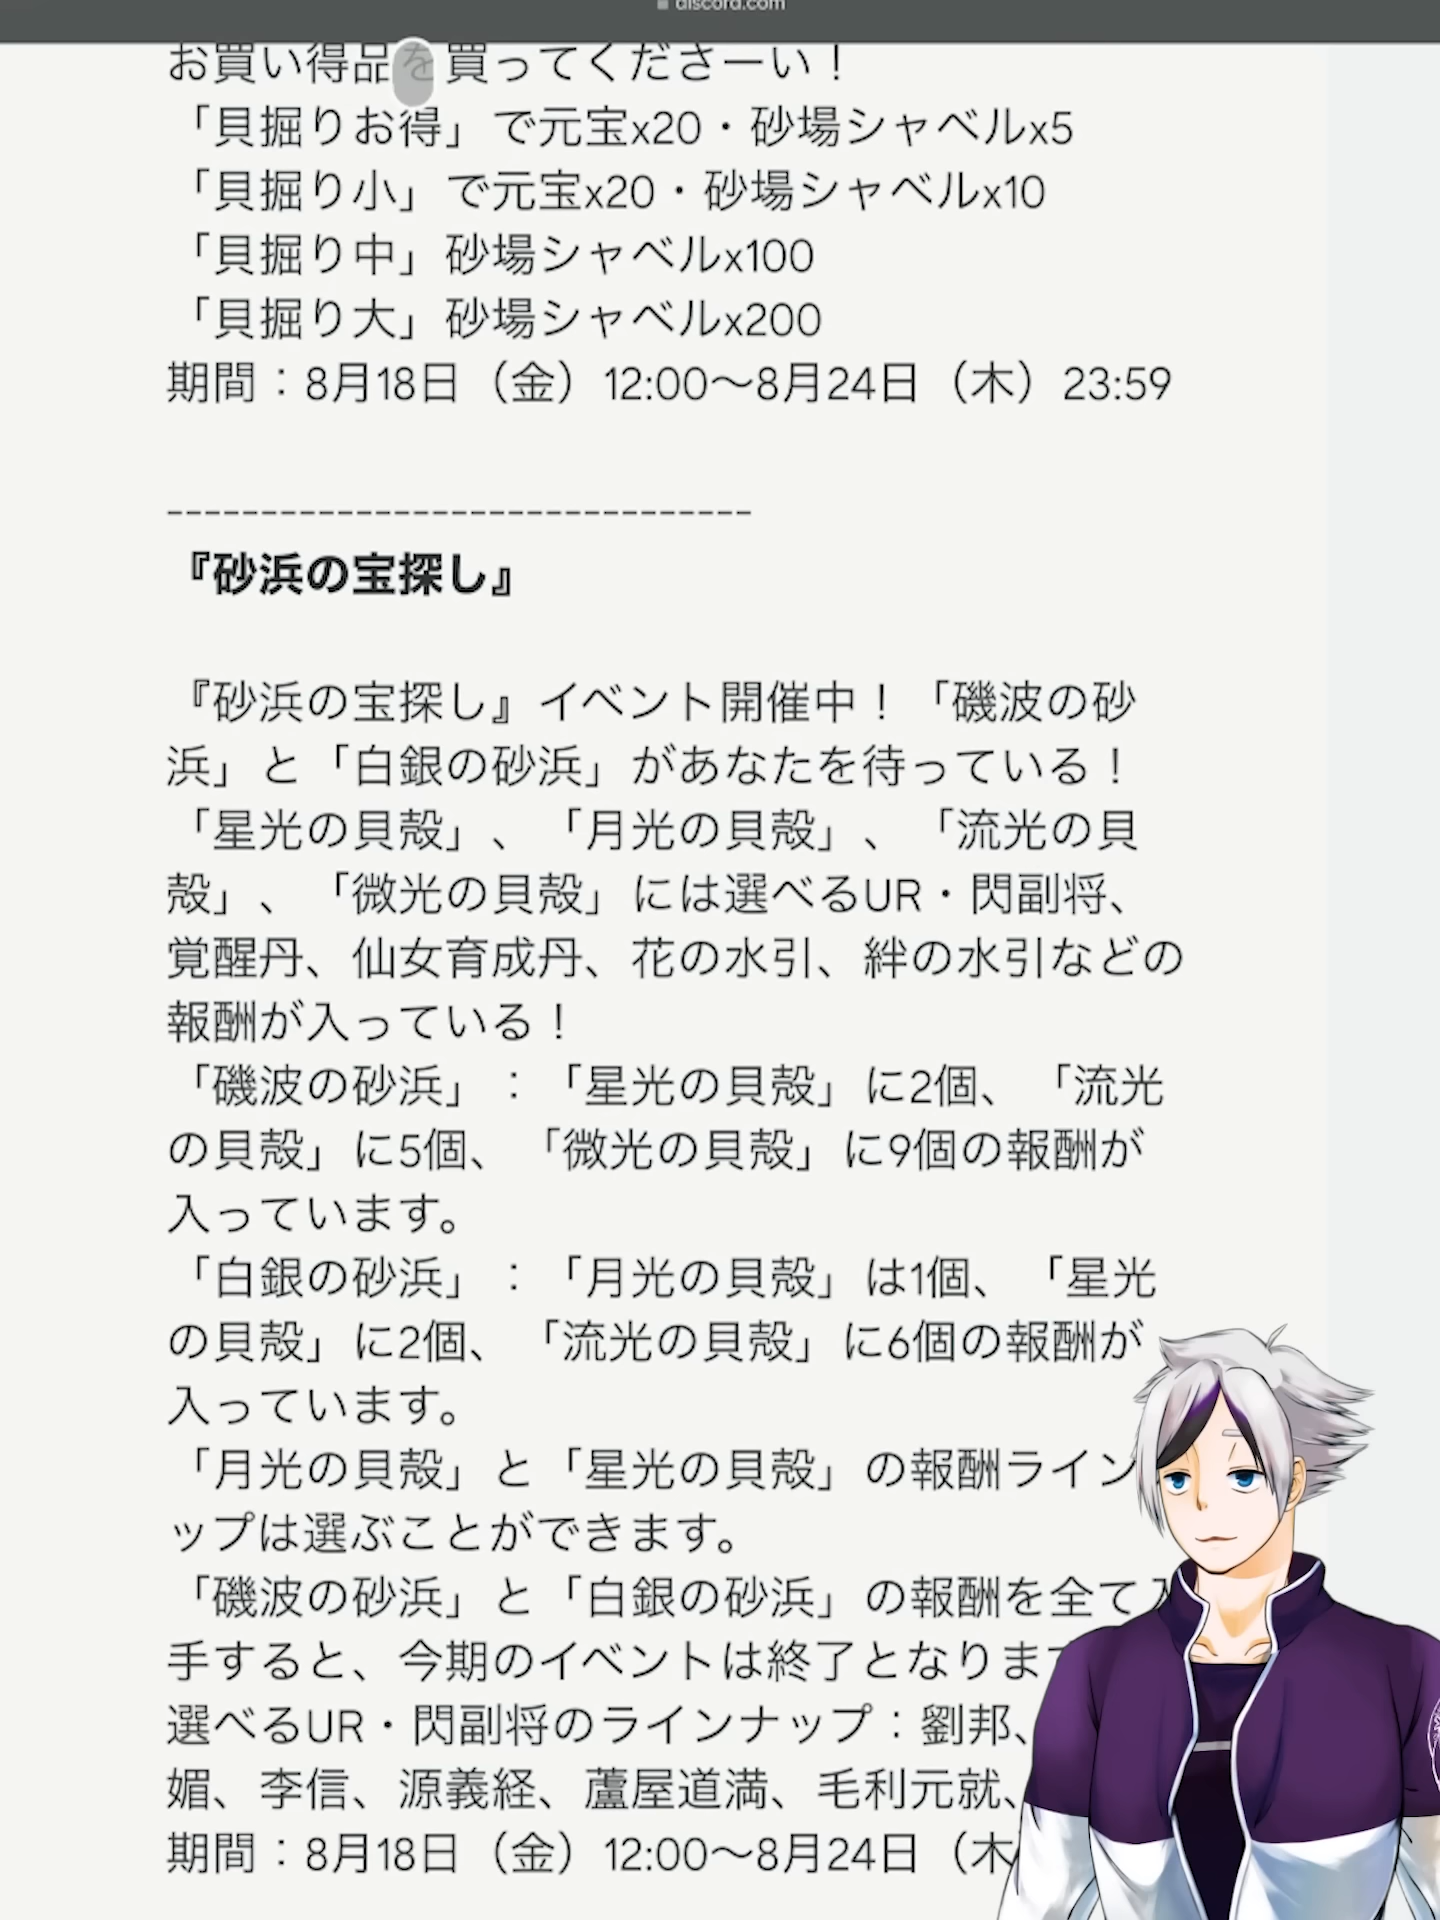 discord.com
お買い得品を買ってくださーい！
「貝掘りお得」で元宝x20・砂場シャベルx5
「貝掘り小」で元宝x20・砂場シャベルx10
「貝掘り中」砂場シャベルx100
「貝掘り大」砂場シャベルx200
期間：8月18日（金）12:00～8月24日（木）23:59
-------------------------------
『砂浜の宝探し』
『砂浜の宝探し』イベント開催中！「磯波の砂
浜」と「白銀の砂浜」があなたを待っている！
「星光の貝殻」、「月光の貝殻」、「流光の貝
殻」、「微光の貝殻」には選べるUR・閃副将、
覚醒丹、仙女育成丹、花の水引、絆の水引などの
報酬が入っている！
「磯波の砂浜」：「星光の貝殻」に2個、「流光
の貝殻」に5個、「微光の貝殻」に9個の報酬が
入っています。
「白銀の砂浜」：「月光の貝殻」は1個、「星光
の貝殻」に2個、「流光の貝殻」に6個の報酬が
入っています。
「月光の貝殻」と「星光の貝殻」の報酬ライン
ップは選ぶことができます。
「磯波の砂浜」と「白銀の砂浜」の報酬を全て入
手すると、今期のイベントは終了となりま
選べるUR・閃副将のラインナップ：劉邦、
媚、李信、源義経、蘆屋道満、毛利元就、
期間：8月18日（金）12:00～8月24日（木